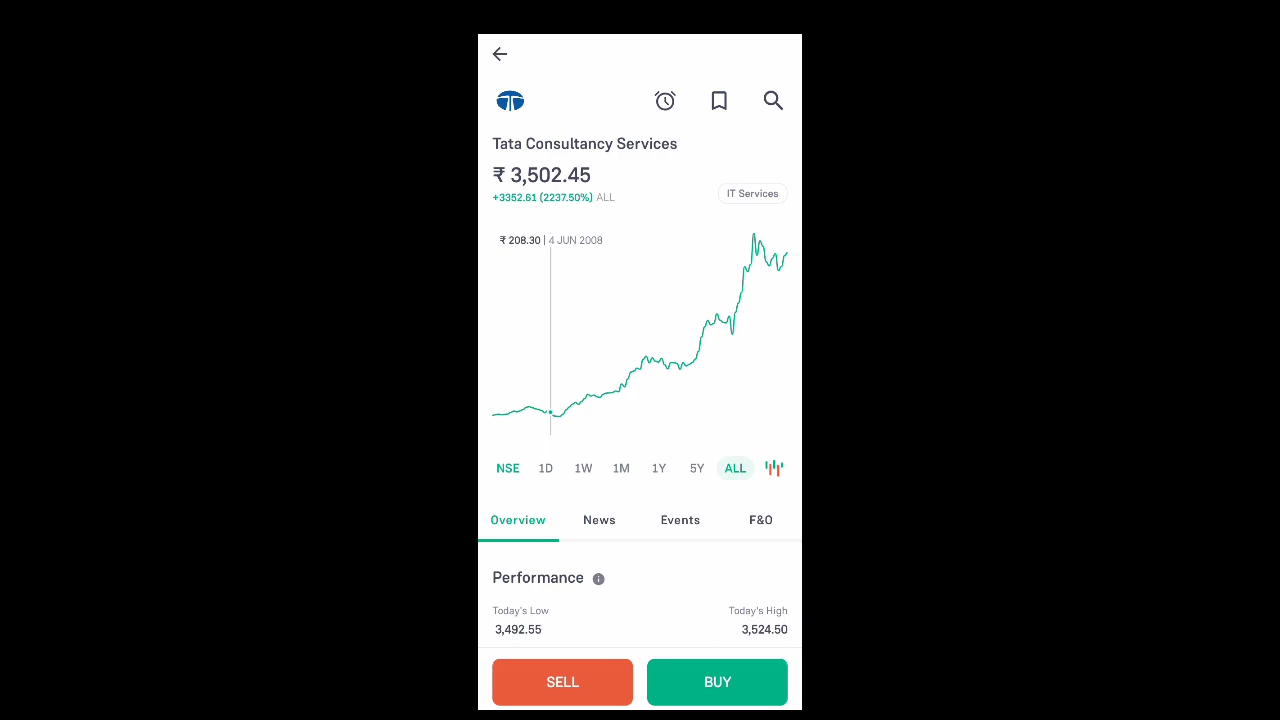 Tata Consultancy Services
₹ 3,502.45
+3352.61 (2237.50%) ALL
IT Services
₹ 208.30 | 4 JUN 2008
NSE 1D 1W 1M 1Y 5Y ALL
Overview News Events F&O
Performance
Today's Low Today's High
3,492.55 3,524.50
SELL BUY